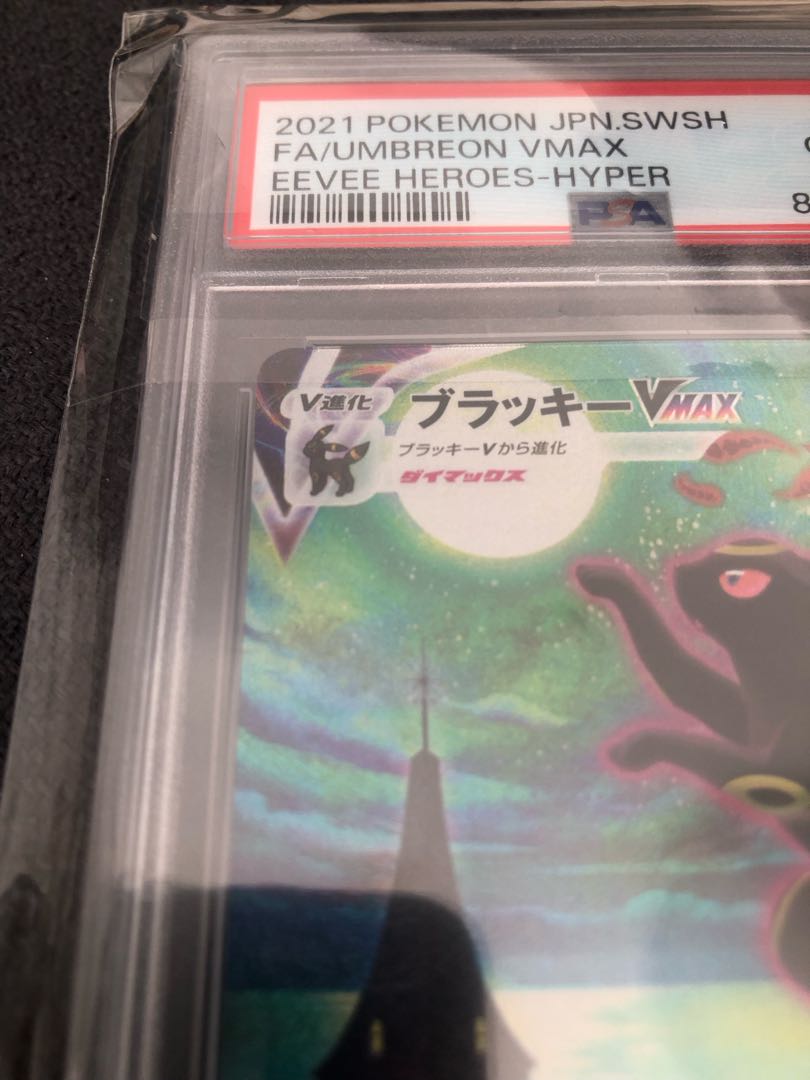 2021 POKEMON JPN.SWSH
FA/UMBREON VMAX
EEVEE HEROES-HYPER
8
PSA
V進化
ブラッキーVMAX
ブラッキーVから進化
ダイマックス